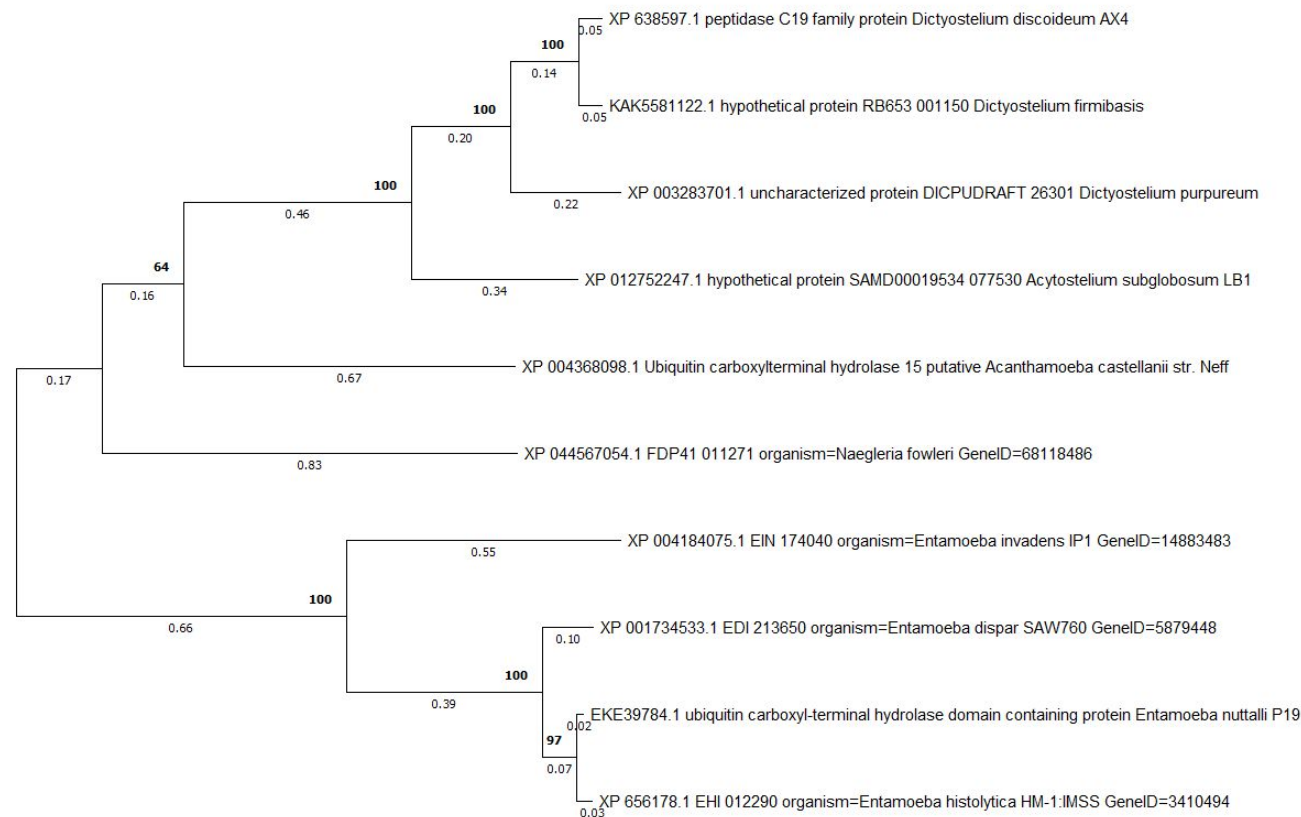 XP 638597.1 peptidase C19 family protein Dictyostelium discoideum AX4
0.05
100
0.14
KAK5581122.1 hypothetical protein RB653 001150 Dictyostelium firmibasis
0.05
100
0.20
XP 003283701.1 uncharacterized protein DICPUDRAFT 26301 Dictyostelium purpureum
0.22
100
0.46
XP 012752247.1 hypothetical protein SAMD00019534 077530 Acytostelium subglobosum LB1
0.34
64
0.16
XP 004368098.1 Ubiquitin carboxylterminal hydrolase 15 putative Acanthamoeba castellanii str. Neff
0.67
0.17
XP 044567054.1 FDP41 011271 organism=Naegleria fowleri GeneID=68118486
0.83
XP 004184075.1 EIN 174040 organism=Entamoeba invadens IP1 GeneID=14883483
0.55
100
0.66
XP 001734533.1 EDI 213650 organism=Entamoeba dispar SAW760 GeneID=5879448
0.10
100
0.39
EKE39784.1 ubiquitin carboxyl-terminal hydrolase domain containing protein Entamoeba nuttalli P19
0.02
97
0.07
XP 656178.1 EHI 012290 organism=Entamoeba histolytica HM-1:IMSS GeneID=3410494
0.03